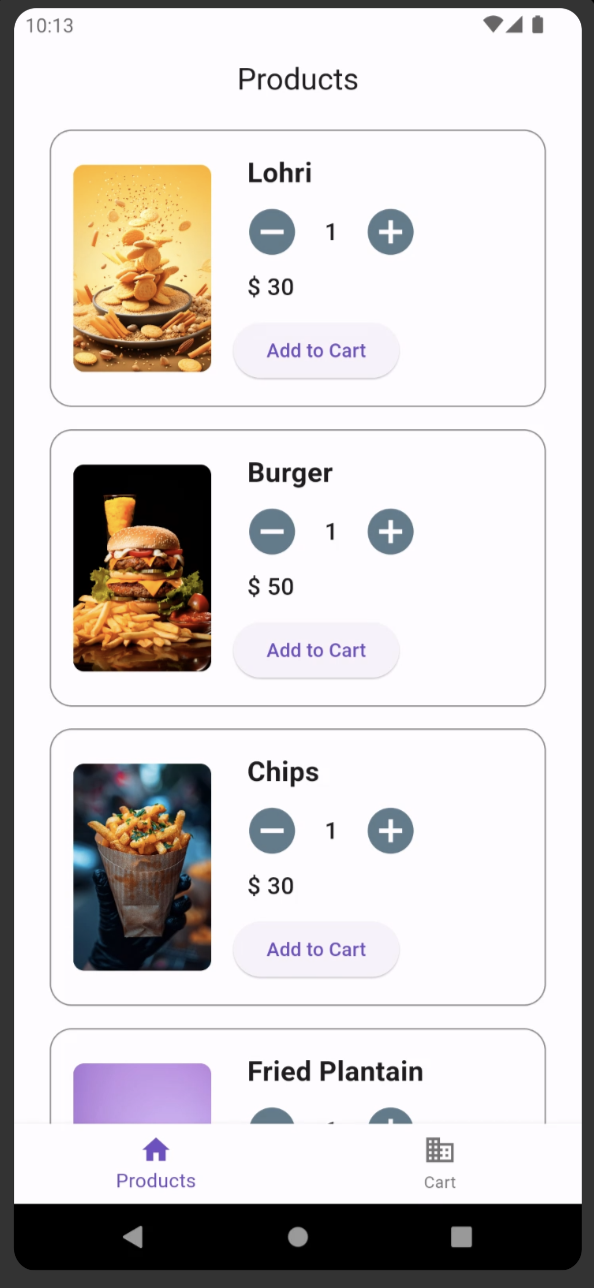 10:13
Products
Lohri
1
$ 30
Add to Cart
Burger
1
$ 50
Add to Cart
Chips
1
$ 30
Add to Cart
Fried Plantain
Products
Cart